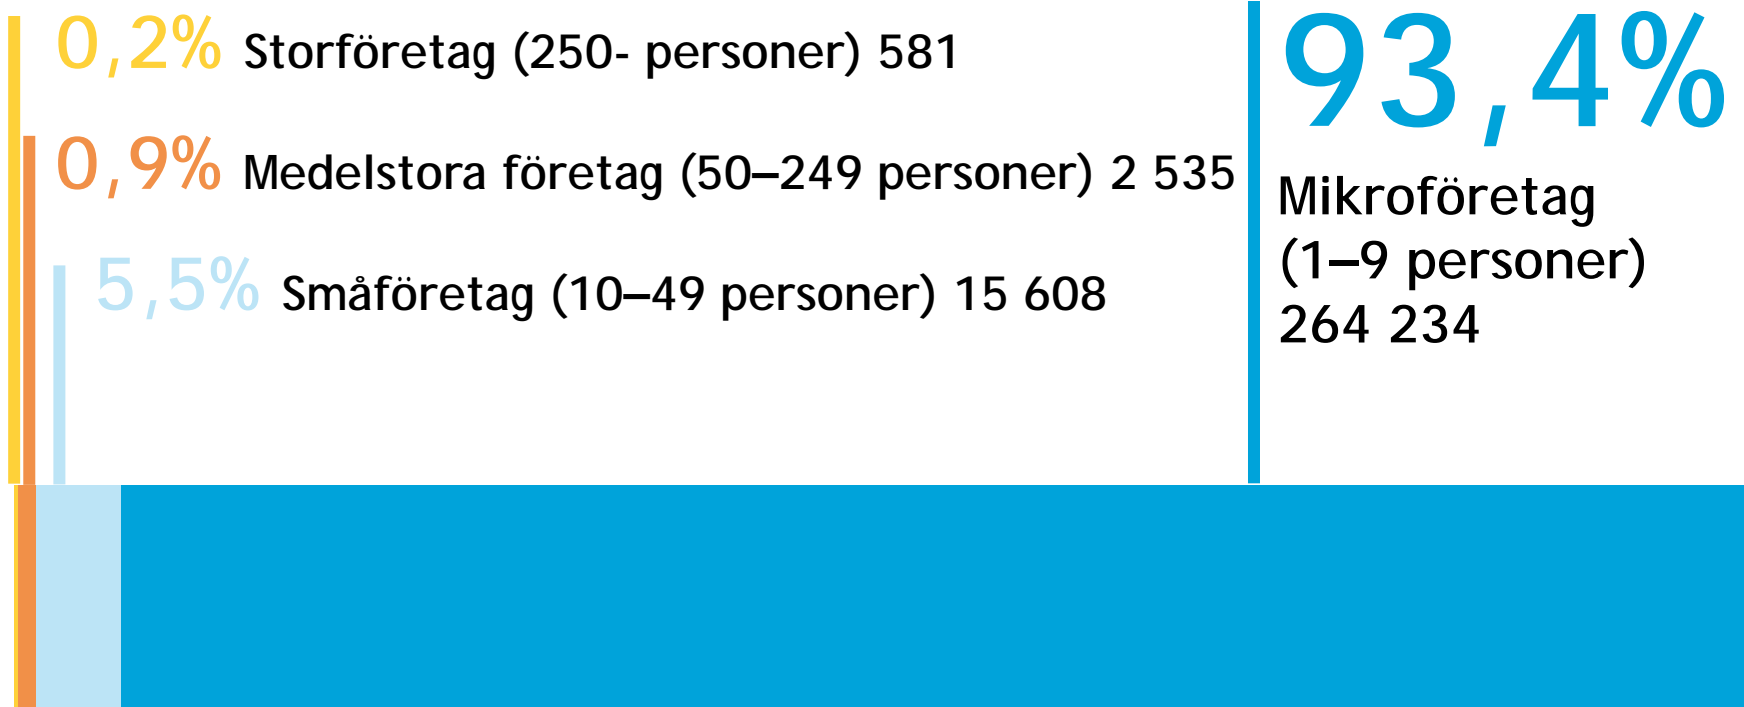 0,2% Storföretag (250- personer) 581
0,9% Medelstora företag (50–249 personer) 2 535
5,5% Småföretag (10–49 personer) 15 608
93,4%
Mikroföretag
(1–9 personer)
264 234